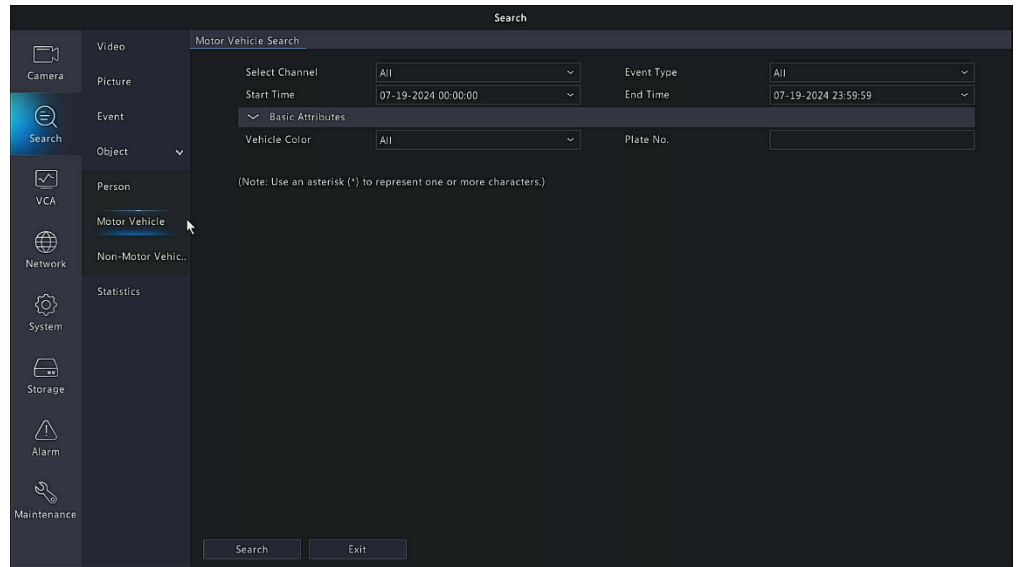 Search
Camera
Search
VCA
Network
System
Storage
Alarm
Maintenance
Video
Picture
Event
Object
Person
Motor Vehicle
Non-Motor Vehic..
Statistics
Motor Vehicle Search
Select Channel All Event Type All
Start Time 07-19-2024 00:00:00 End Time 07-19-2024 23:59:59
Basic Attributes
Vehicle Color All Plate No.
(Note: Use an asterisk (*) to represent one or more characters.)
Search Exit